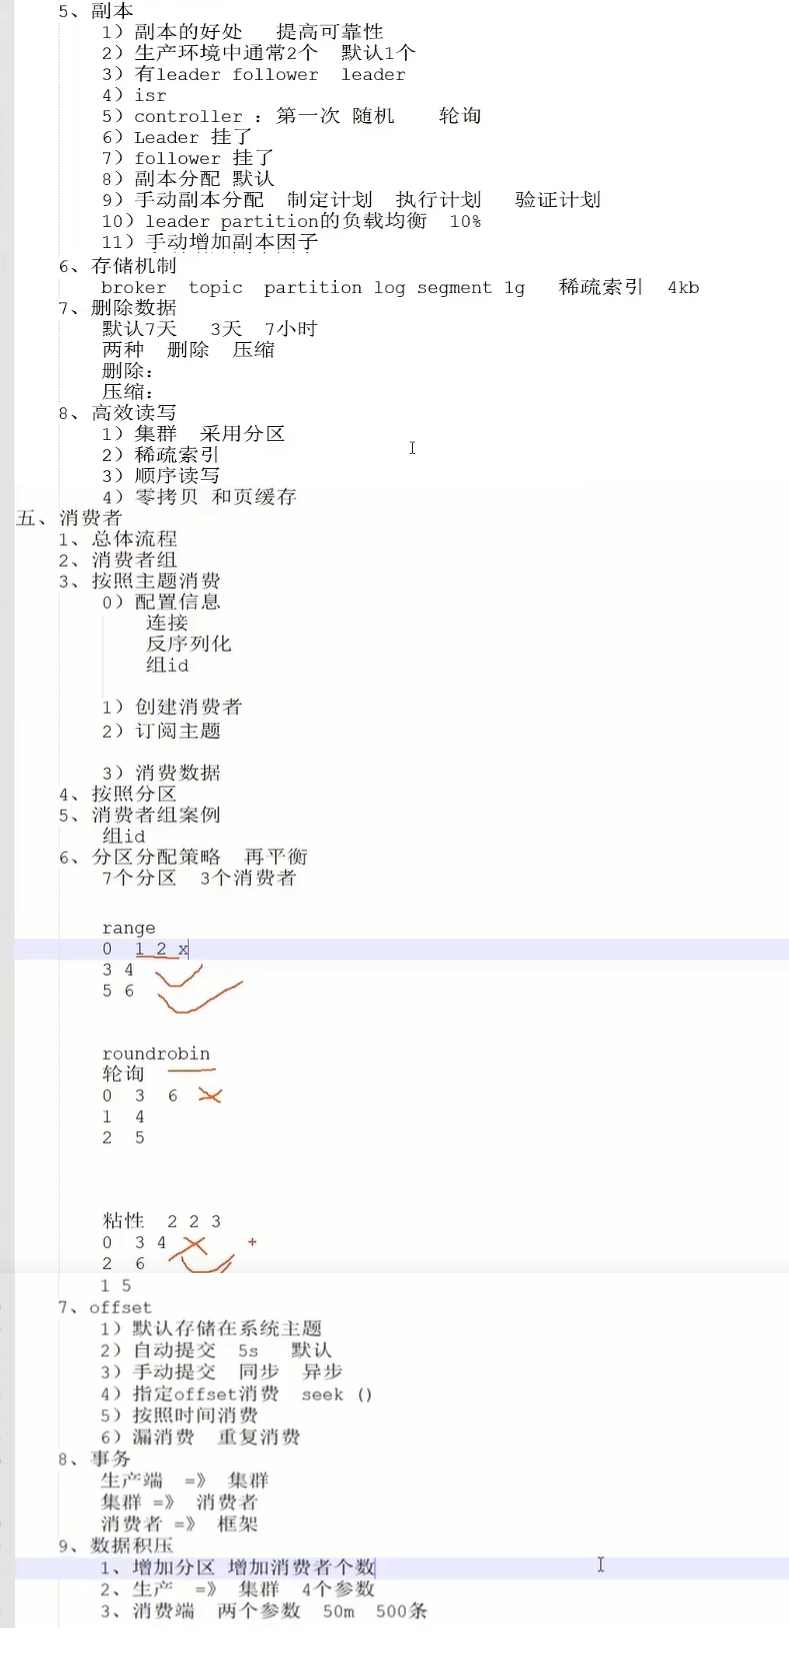 5、副本
1）副本的好处 提高可靠性
2）生产环境中通常2个 默认1个
3）有leader follower leader
4）isr
5）controller ：第一次 随机 轮询
6）Leader 挂了
7）follower 挂了
8）副本分配 默认
9）手动副本分配 制定计划 执行计划 验证计划
10）leader partition的负载均衡 10%
11）手动增加副本因子
6、存储机制
broker topic partition log segment 1g 稀疏索引 4kb
7、删除数据
默认7天 3天 7小时
两种 删除 压缩
删除：
压缩：
8、高效读写
1）集群 采用分区
2）稀疏索引
3）顺序读写
4）零拷贝 和页缓存
五、消费者
1、总体流程
2、消费者组
3、按照主题消费
0）配置信息
连接
反序列化
组id
1）创建消费者
2）订阅主题
3）消费数据
4、按照分区
5、消费者组案例
组id
6、分区分配策略 再平衡
7个分区 3个消费者
range
0 1 2 x
3 4
5 6
roundrobin
轮询
0 3 6
1 4
2 5
粘性 2 2 3
0 3 4
2 6
1 5
7、offset
1）默认存储在系统主题
2）自动提交 5s 默认
3）手动提交 同步 异步
4）指定offset消费 seek（）
5）按照时间消费
6）漏消费 重复消费
8、事务
生产端 =》 集群
集群 =》 消费者
消费者 =》 框架
9、数据积压
1、增加分区 增加消费者个数
2、生产 =》 集群 4个参数
3、消费端 两个参数 50m 500条